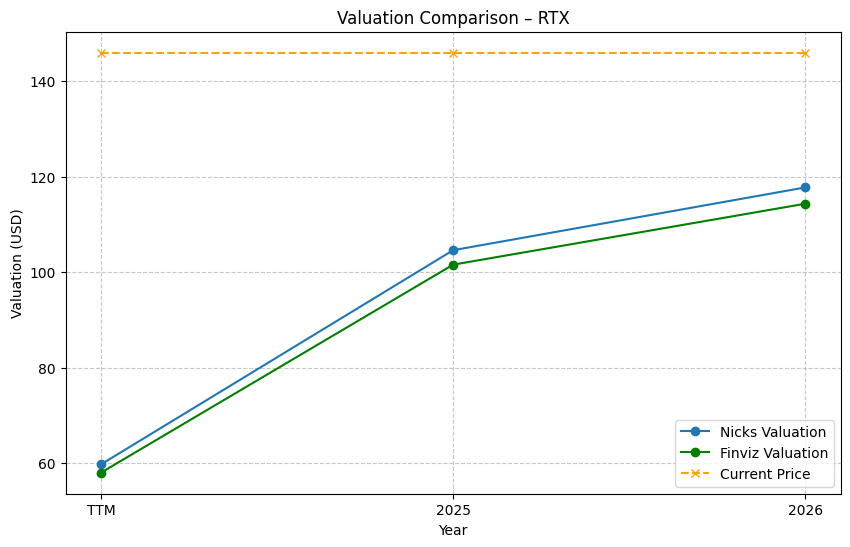 Valuation Comparison – RTX
Valuation (USD)
140
120
100
80
60
TTM
2025
2026
Year
Nicks Valuation
Finviz Valuation
Current Price